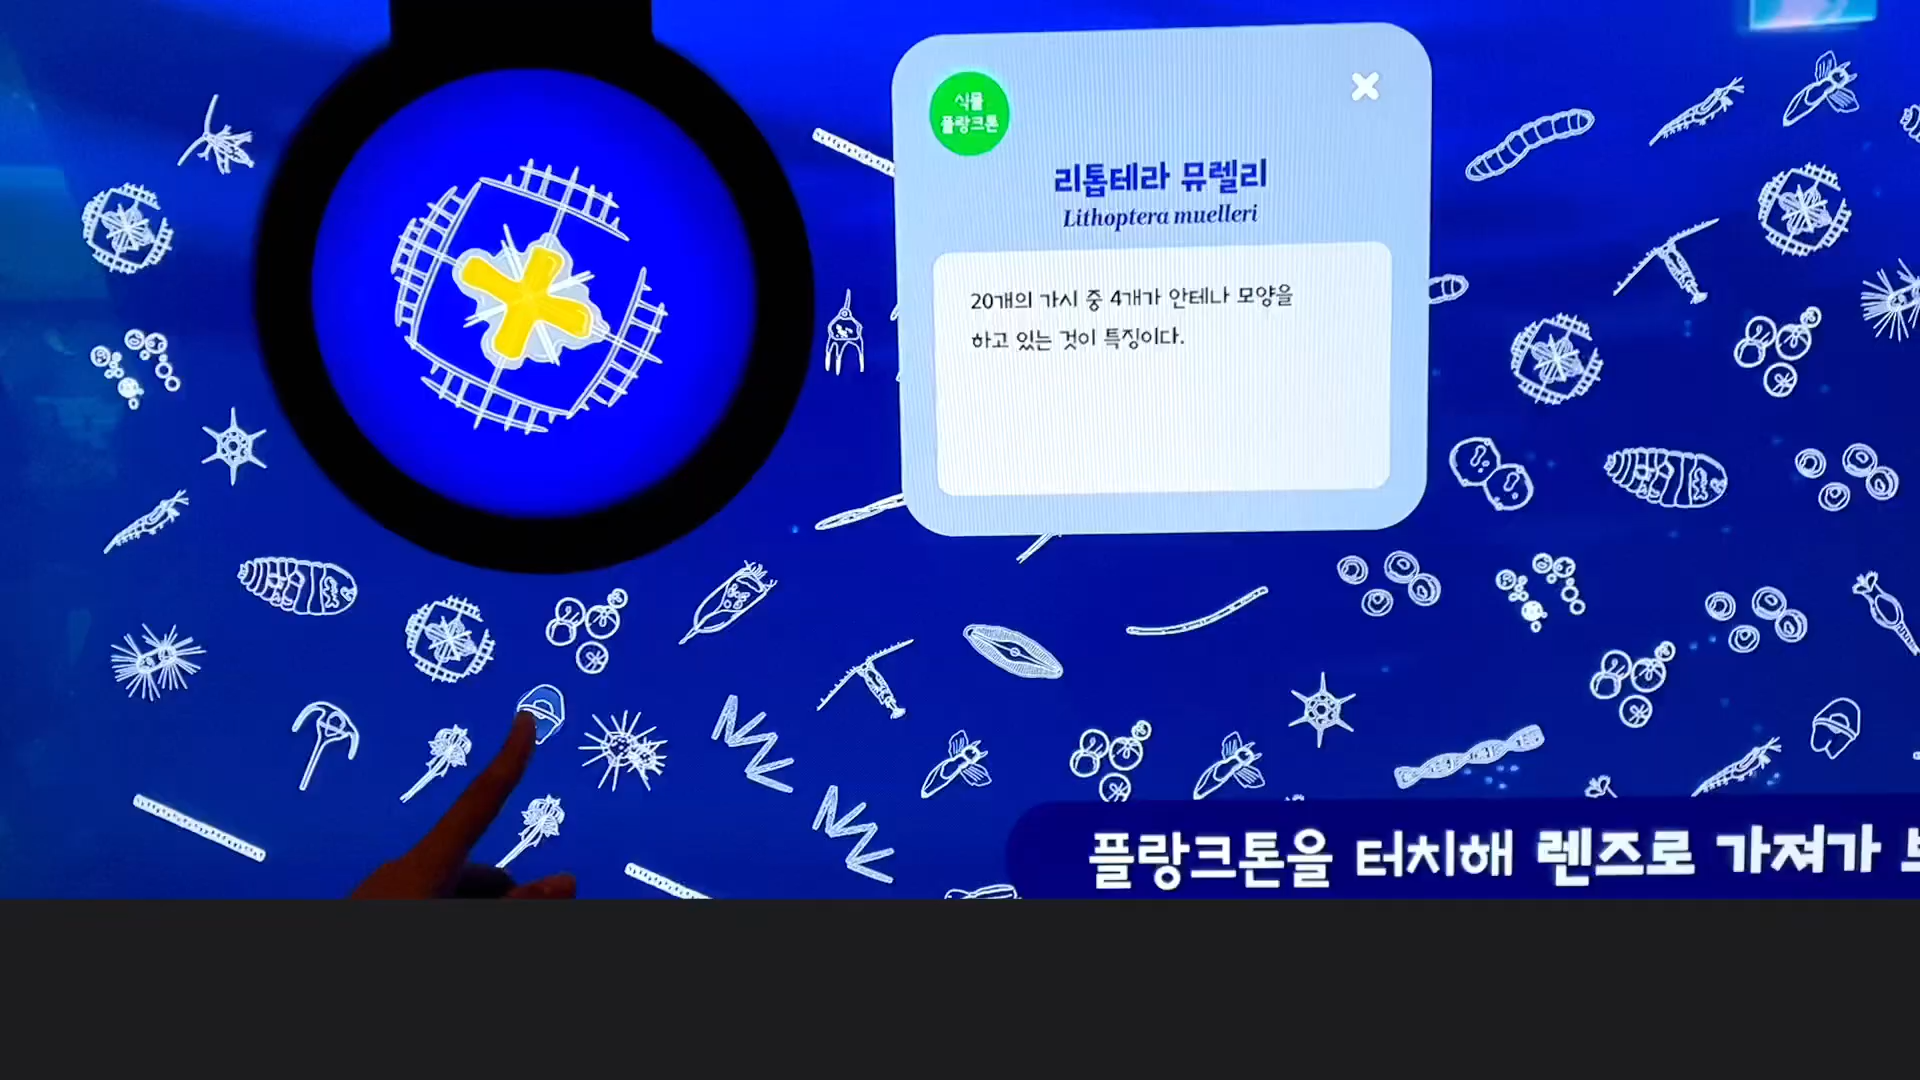 식물
플랑크톤
리톱테라 뮤렐리
Lithoptera muelleri
20개의 가시 중 4개가 안테나 모양을
하고 있는 것이 특징이다.
플랑크톤을 터치해 렌즈로 가져가